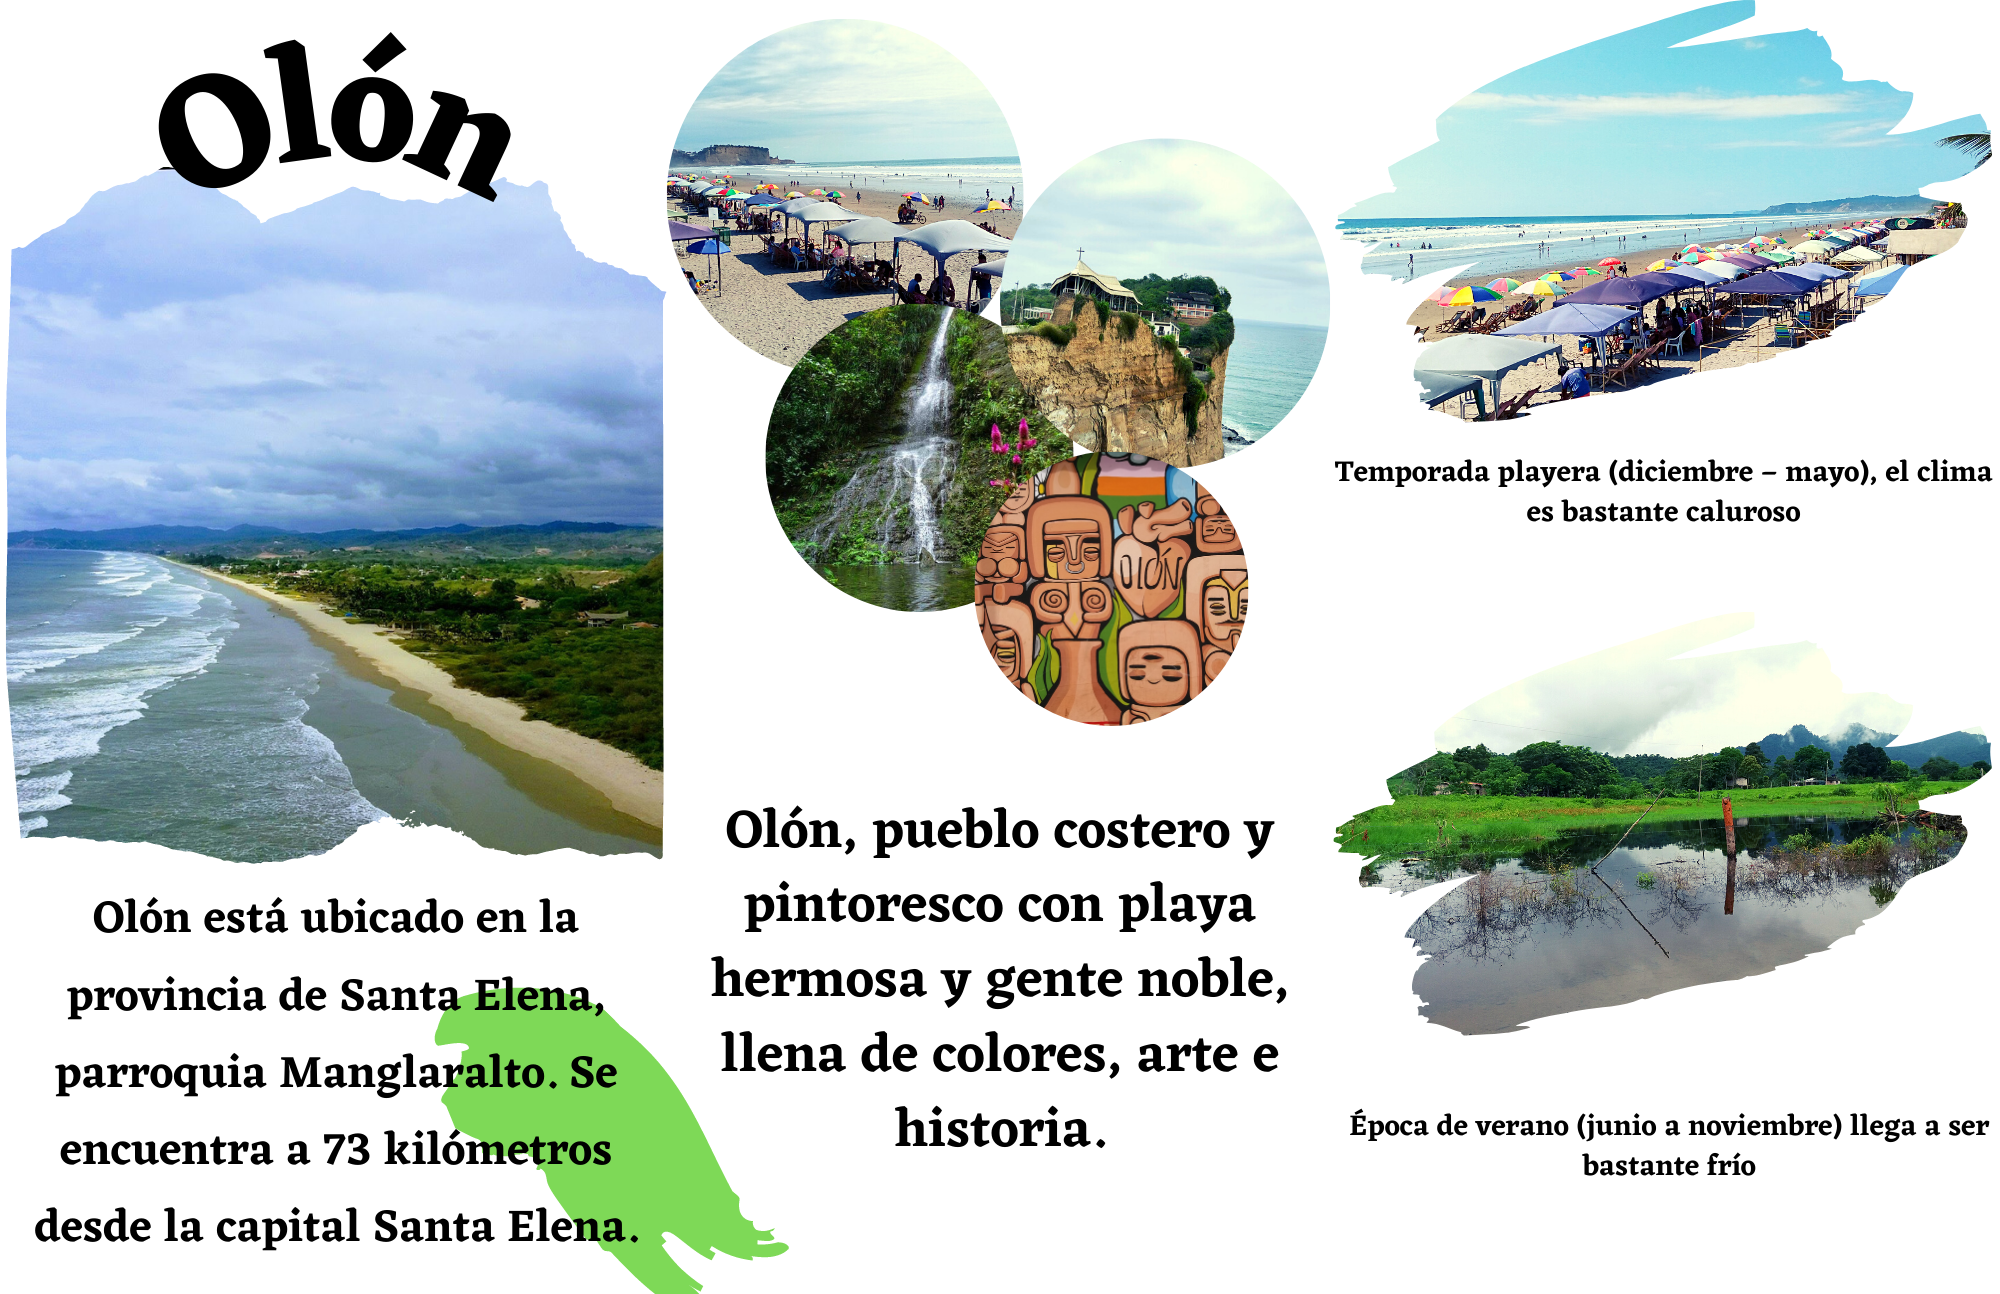 Olón
OlÓN
Olón está ubicado en la
provincia de Santa Elena,
parroquia Manglaralto. Se
encuentra a 73 kilómetros
desde la capital Santa Elena.
Olón, pueblo costero y
pintoresco con playa
hermosa y gente noble,
llena de colores, arte e
historia.
Temporada playera (diciembre – mayo), el clima
es bastante caluroso
Época de verano (junio a noviembre) llega a ser
bastante frío